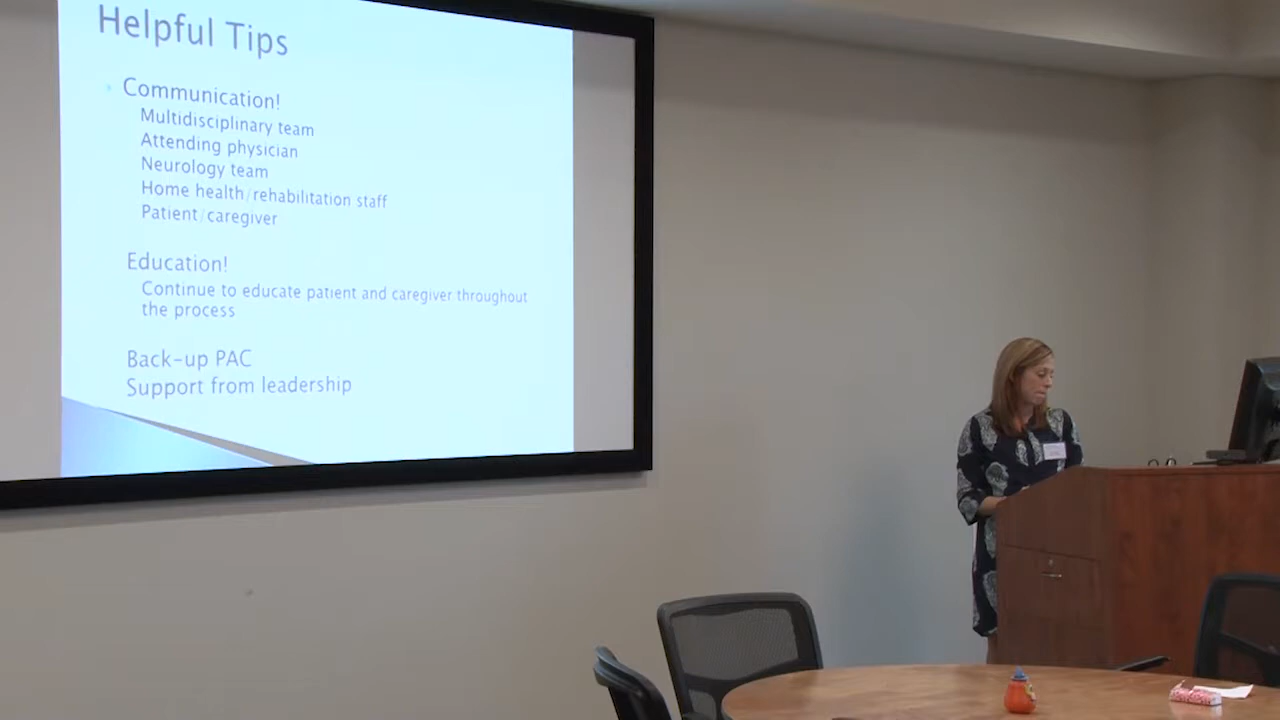 Helpful Tips
Communication!
Multidisciplinary team
Attending physician
Neurology team
Home health/rehabilitation staff
Patient/caregiver
Education!
Continue to educate patient and caregiver throughout
the process
Back-up PAC
Support from leadership